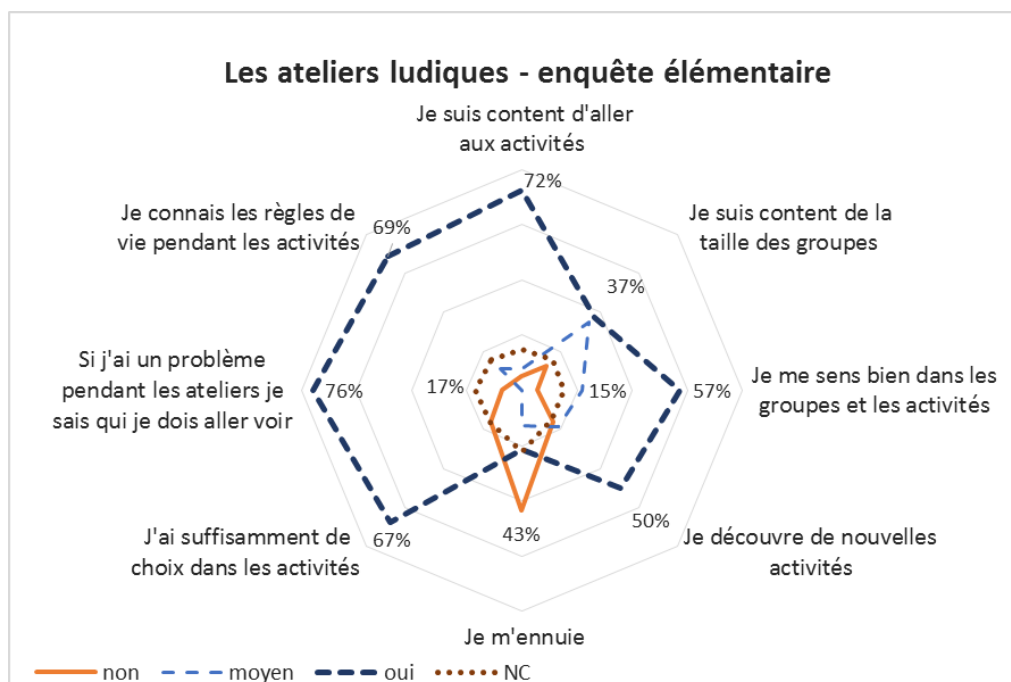 Les ateliers ludiques - enquête élémentaire
Je suis content d'aller
aux activités
72%
Je connais les règles de
vie pendant les activités
69%
Je suis content de la
taille des groupes
37%
Si j'ai un problème
pendant les ateliers je
sais qui je dois aller voir
76%
17%
15%
57%
Je me sens bien dans les
groupes et les activités
J'ai suffisamment de
choix dans les activités
67%
43%
50%
Je découvre de nouvelles
activités
Je m'ennuie
non moyen oui NC